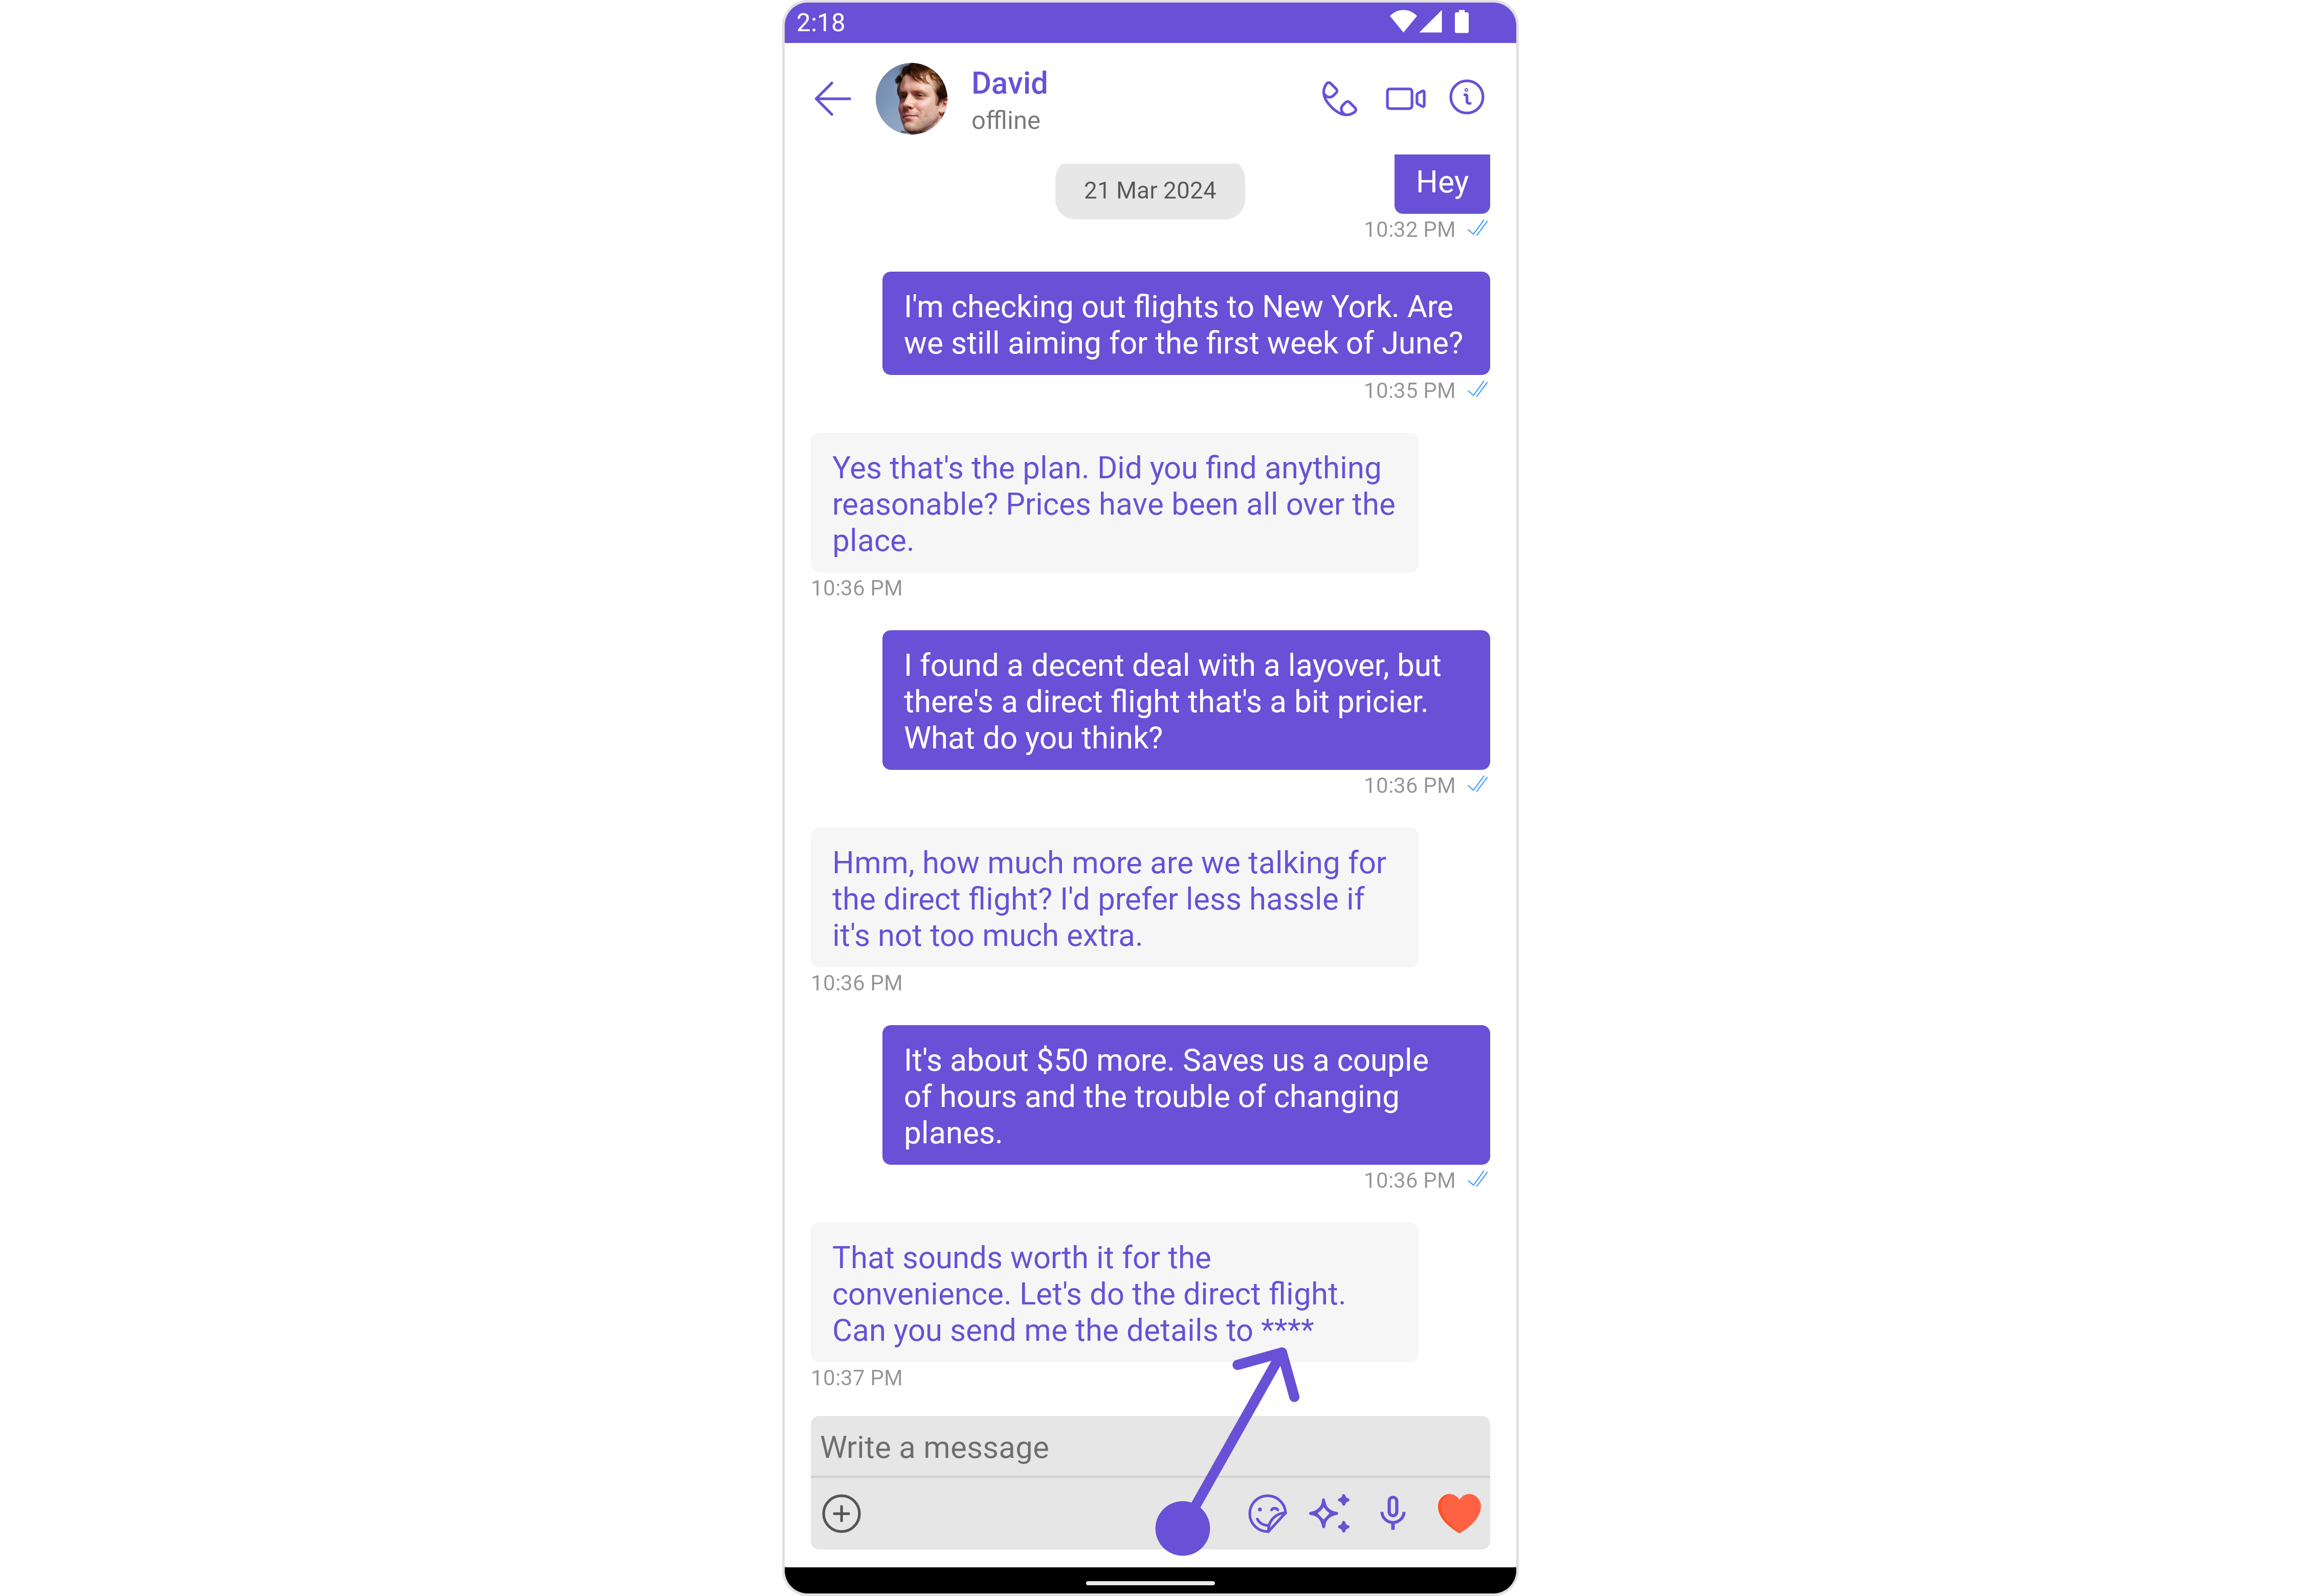 2:18
David
offline
21 Mar 2024
Hey
10:32 PM
I'm checking out flights to New York. Are
we still aiming for the first week of June?
10:35 PM
Yes that's the plan. Did you find anything
reasonable? Prices have been all over the
place.
10:36 PM
I found a decent deal with a layover, but
there's a direct flight that's a bit pricier.
What do you think?
10:36 PM
Hmm, how much more are we talking for
the direct flight? I'd prefer less hassle if
it's not too much extra.
10:36 PM
It's about $50 more. Saves us a couple
of hours and the trouble of changing
planes.
10:36 PM
That sounds worth it for the
convenience. Let's do the direct flight.
Can you send me the details to ****
10:37 PM
Write a message